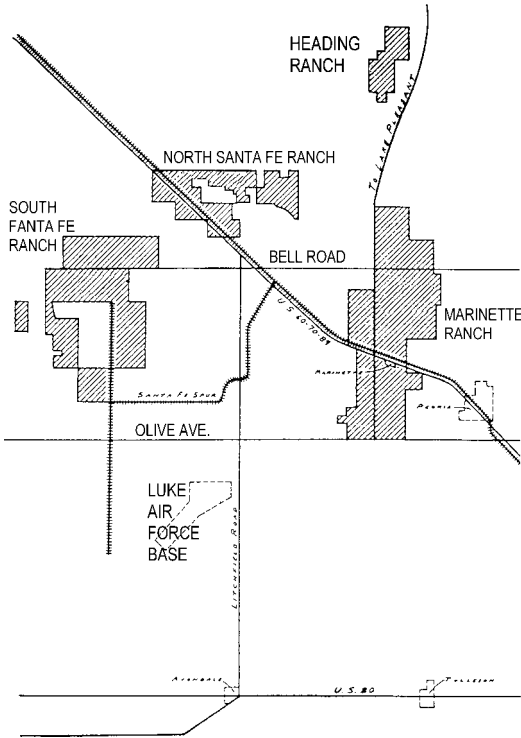 HEADING
RANCH
TO LAKE PLEASANT
NORTH SANTA FE RANCH
SOUTH
FANTA FE
RANCH
BELL ROAD
U S 60-70-89
MARINETTE
RANCH
MARINETTE
SANTA FE SPUR
PEORIA
OLIVE AVE.
LUKE
AIR
FORCE
BASE
LITCHFIELD ROAD
AVONDALE
U. S. 80
TOLLESON